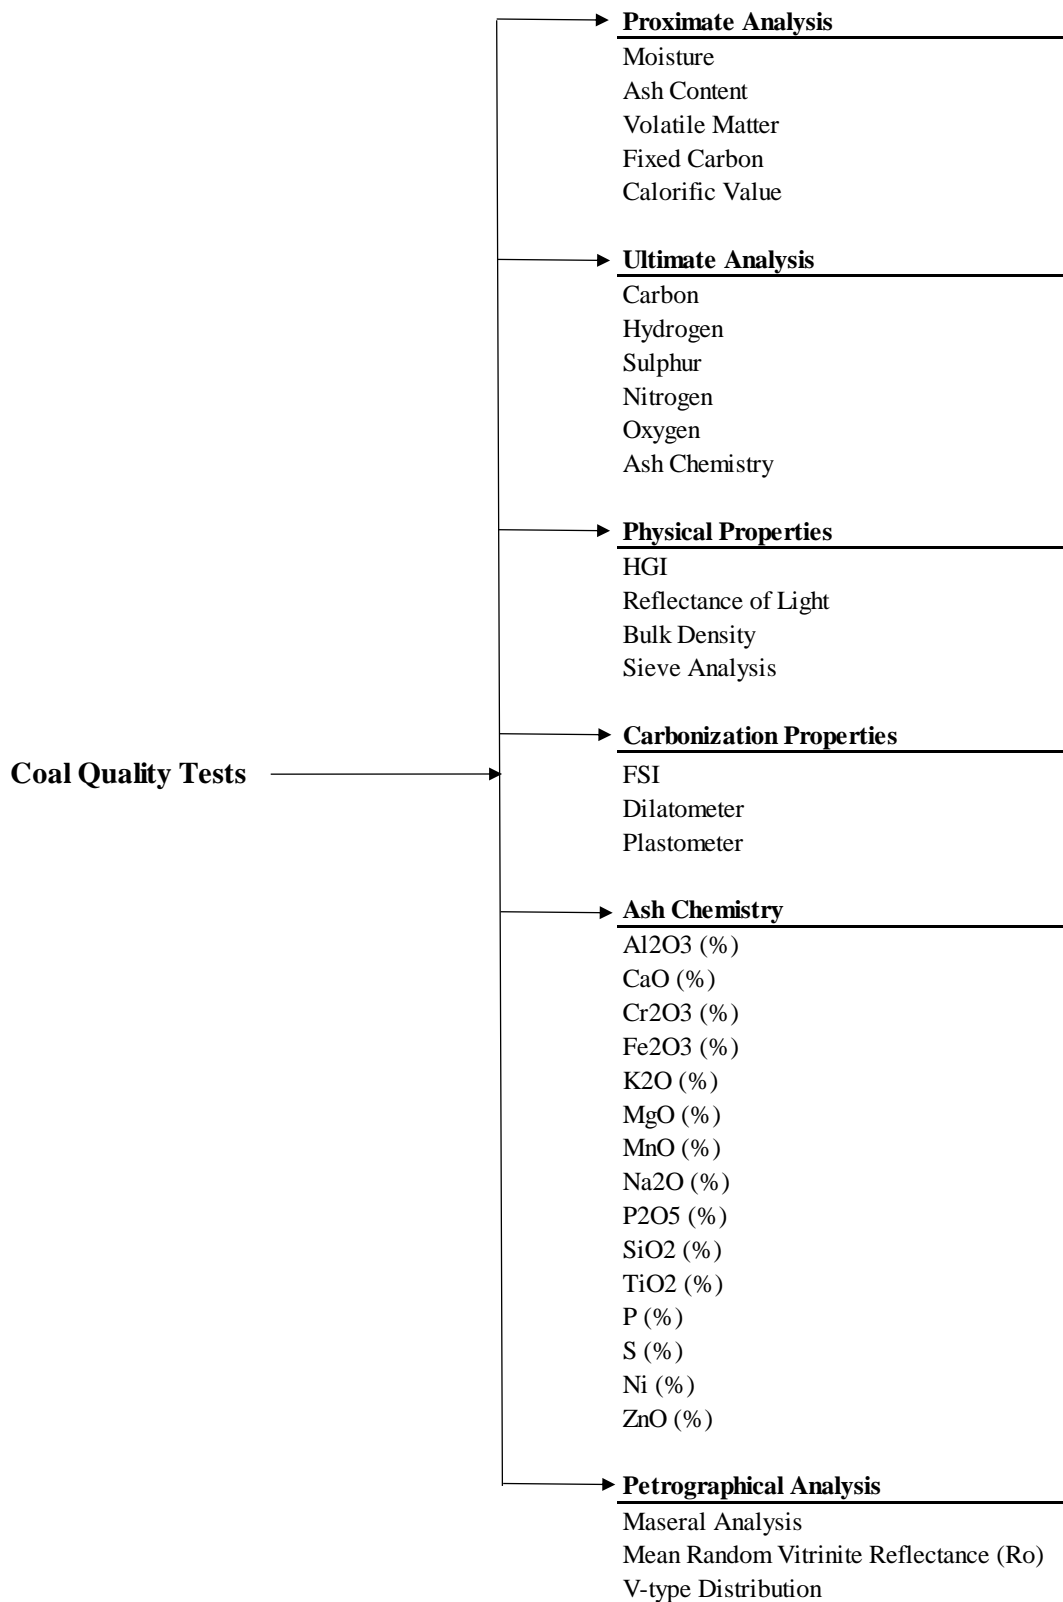 Proximate Analysis
Moisture
Ash Content
Volatile Matter
Fixed Carbon
Calorific Value
Ultimate Analysis
Carbon
Hydrogen
Sulphur
Nitrogen
Oxygen
Ash Chemistry
Physical Properties
HGI
Reflectance of Light
Bulk Density
Sieve Analysis
Carbonization Properties
Coal Quality Tests
FSI
Dilatometer
Plastometer
Ash Chemistry
Al2O3 (%)
CaO (%)
Cr2O3 (%)
Fe2O3 (%)
K2O (%)
MgO (%)
MnO (%)
Na2O (%)
P2O5 (%)
SiO2 (%)
TiO2 (%)
P (%)
S (%)
Ni (%)
ZnO (%)
Petrographical Analysis
Maseral Analysis
Mean Random Vitrinite Reflectance (Ro)
V-type Distribution